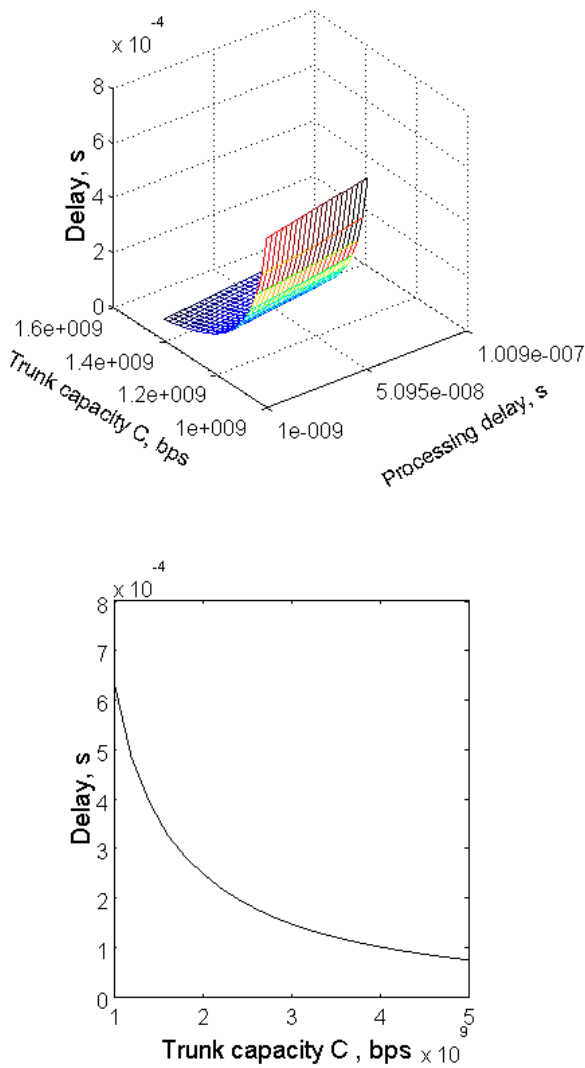 x 10
-4
8
6
4
2
0
Delay, s
1.6e+009
1.4e+009
1.2e+009
1e+009
Trunk capacity C, bps
1e-009
5.095e-008
1.009e-007
Processing delay, s
x 10
-4
8
7
6
5
4
3
2
1
0
Delay, s
1 2 3 4 5
Trunk capacity C , bps x 10
9